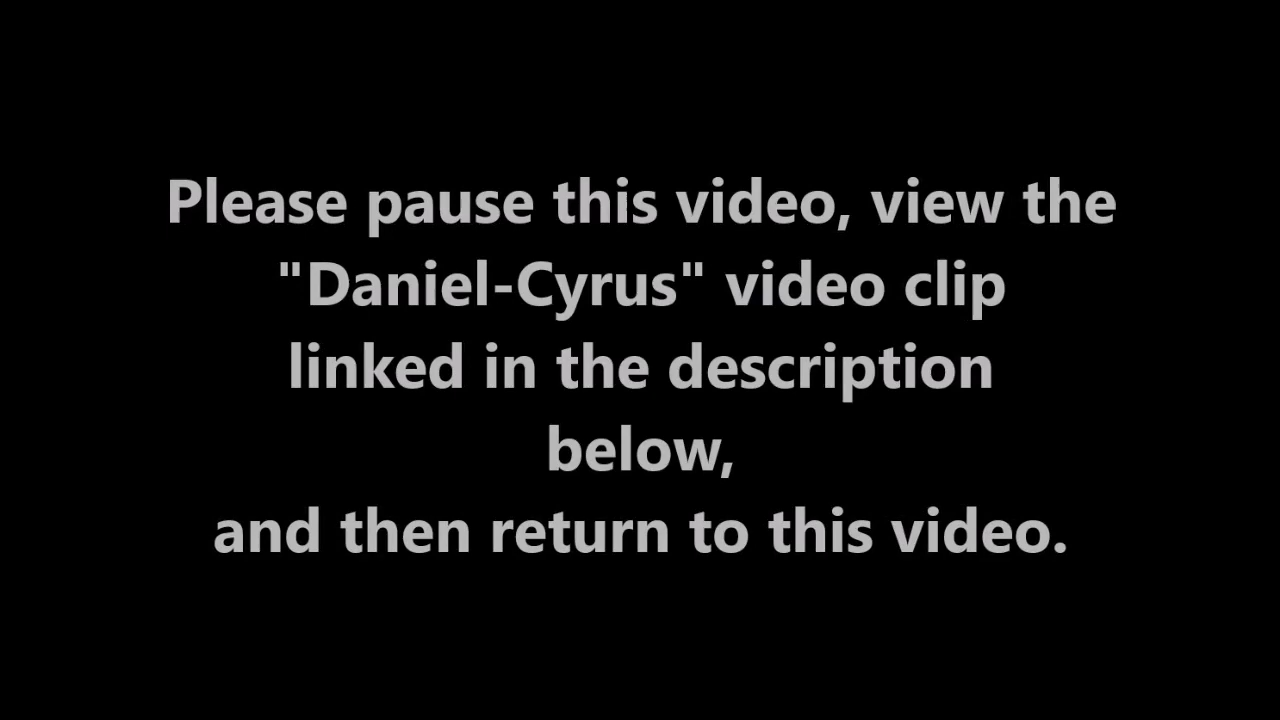 Please pause this video, view the
"Daniel-Cyrus" video clip
linked in the description
below,
and then return to this video.